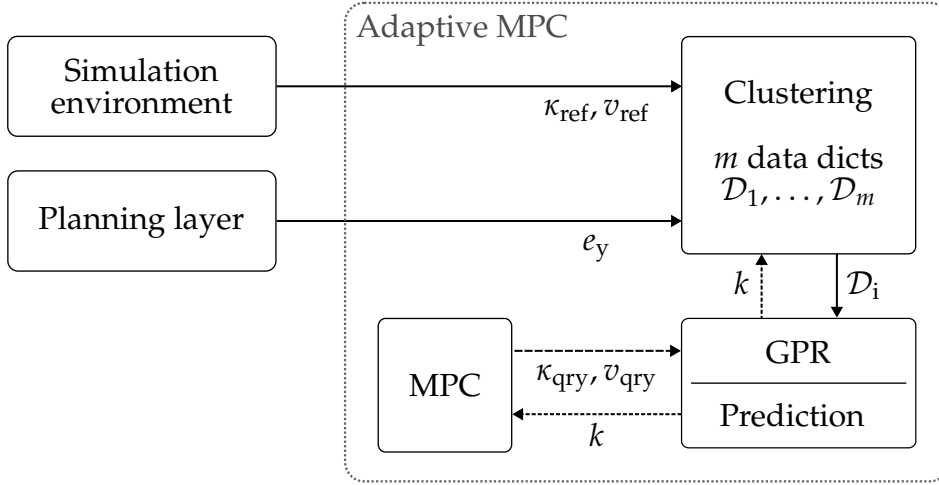 Adaptive MPC
Simulation
environment
κref, vref
Clustering
m data dicts
𝒟1, . . . , 𝒟m
Planning layer
ey
k
𝒟i
MPC
κqry, vqry
k
GPR
Prediction